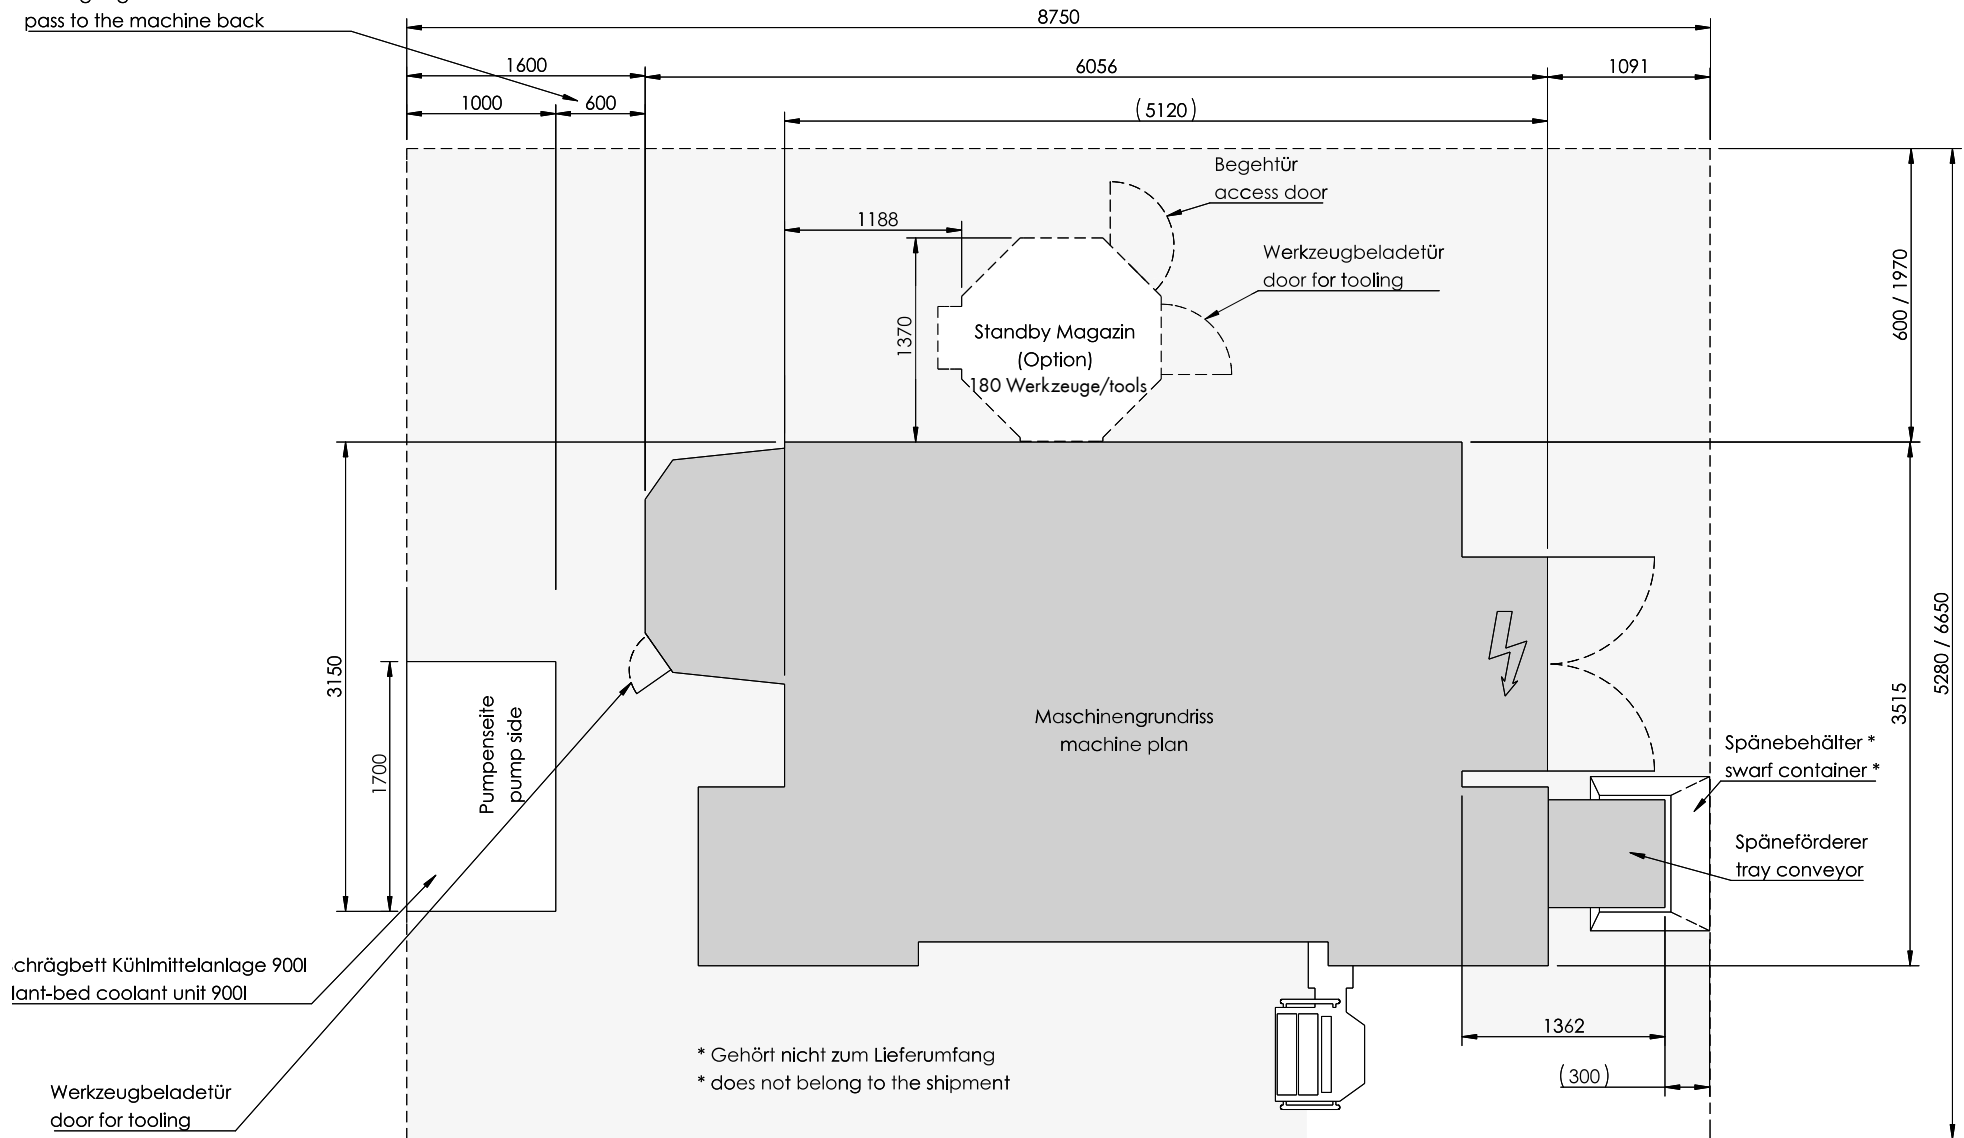 pass to the machine back
8750
1600
6056
1091
1000
600
(5120)
Begehtür
access door
1188
Werkzeugbeladetür
door for tooling
600 / 1970
1370
Standby Magazin
(Option)
180 Werkzeuge/tools
5280 / 6650
3150
3515
1700
Pumpenseite
pump side
Maschinengrundriss
machine plan
Spänebehälter *
swarf container *
Späneförderer
tray conveyor
chrägbett Kühlmittelanlage 900l
lant-bed coolant unit 900l
1362
* Gehört nicht zum Lieferumfang
* does not belong to the shipment
(300)
Werkzeugbeladetür
door for tooling